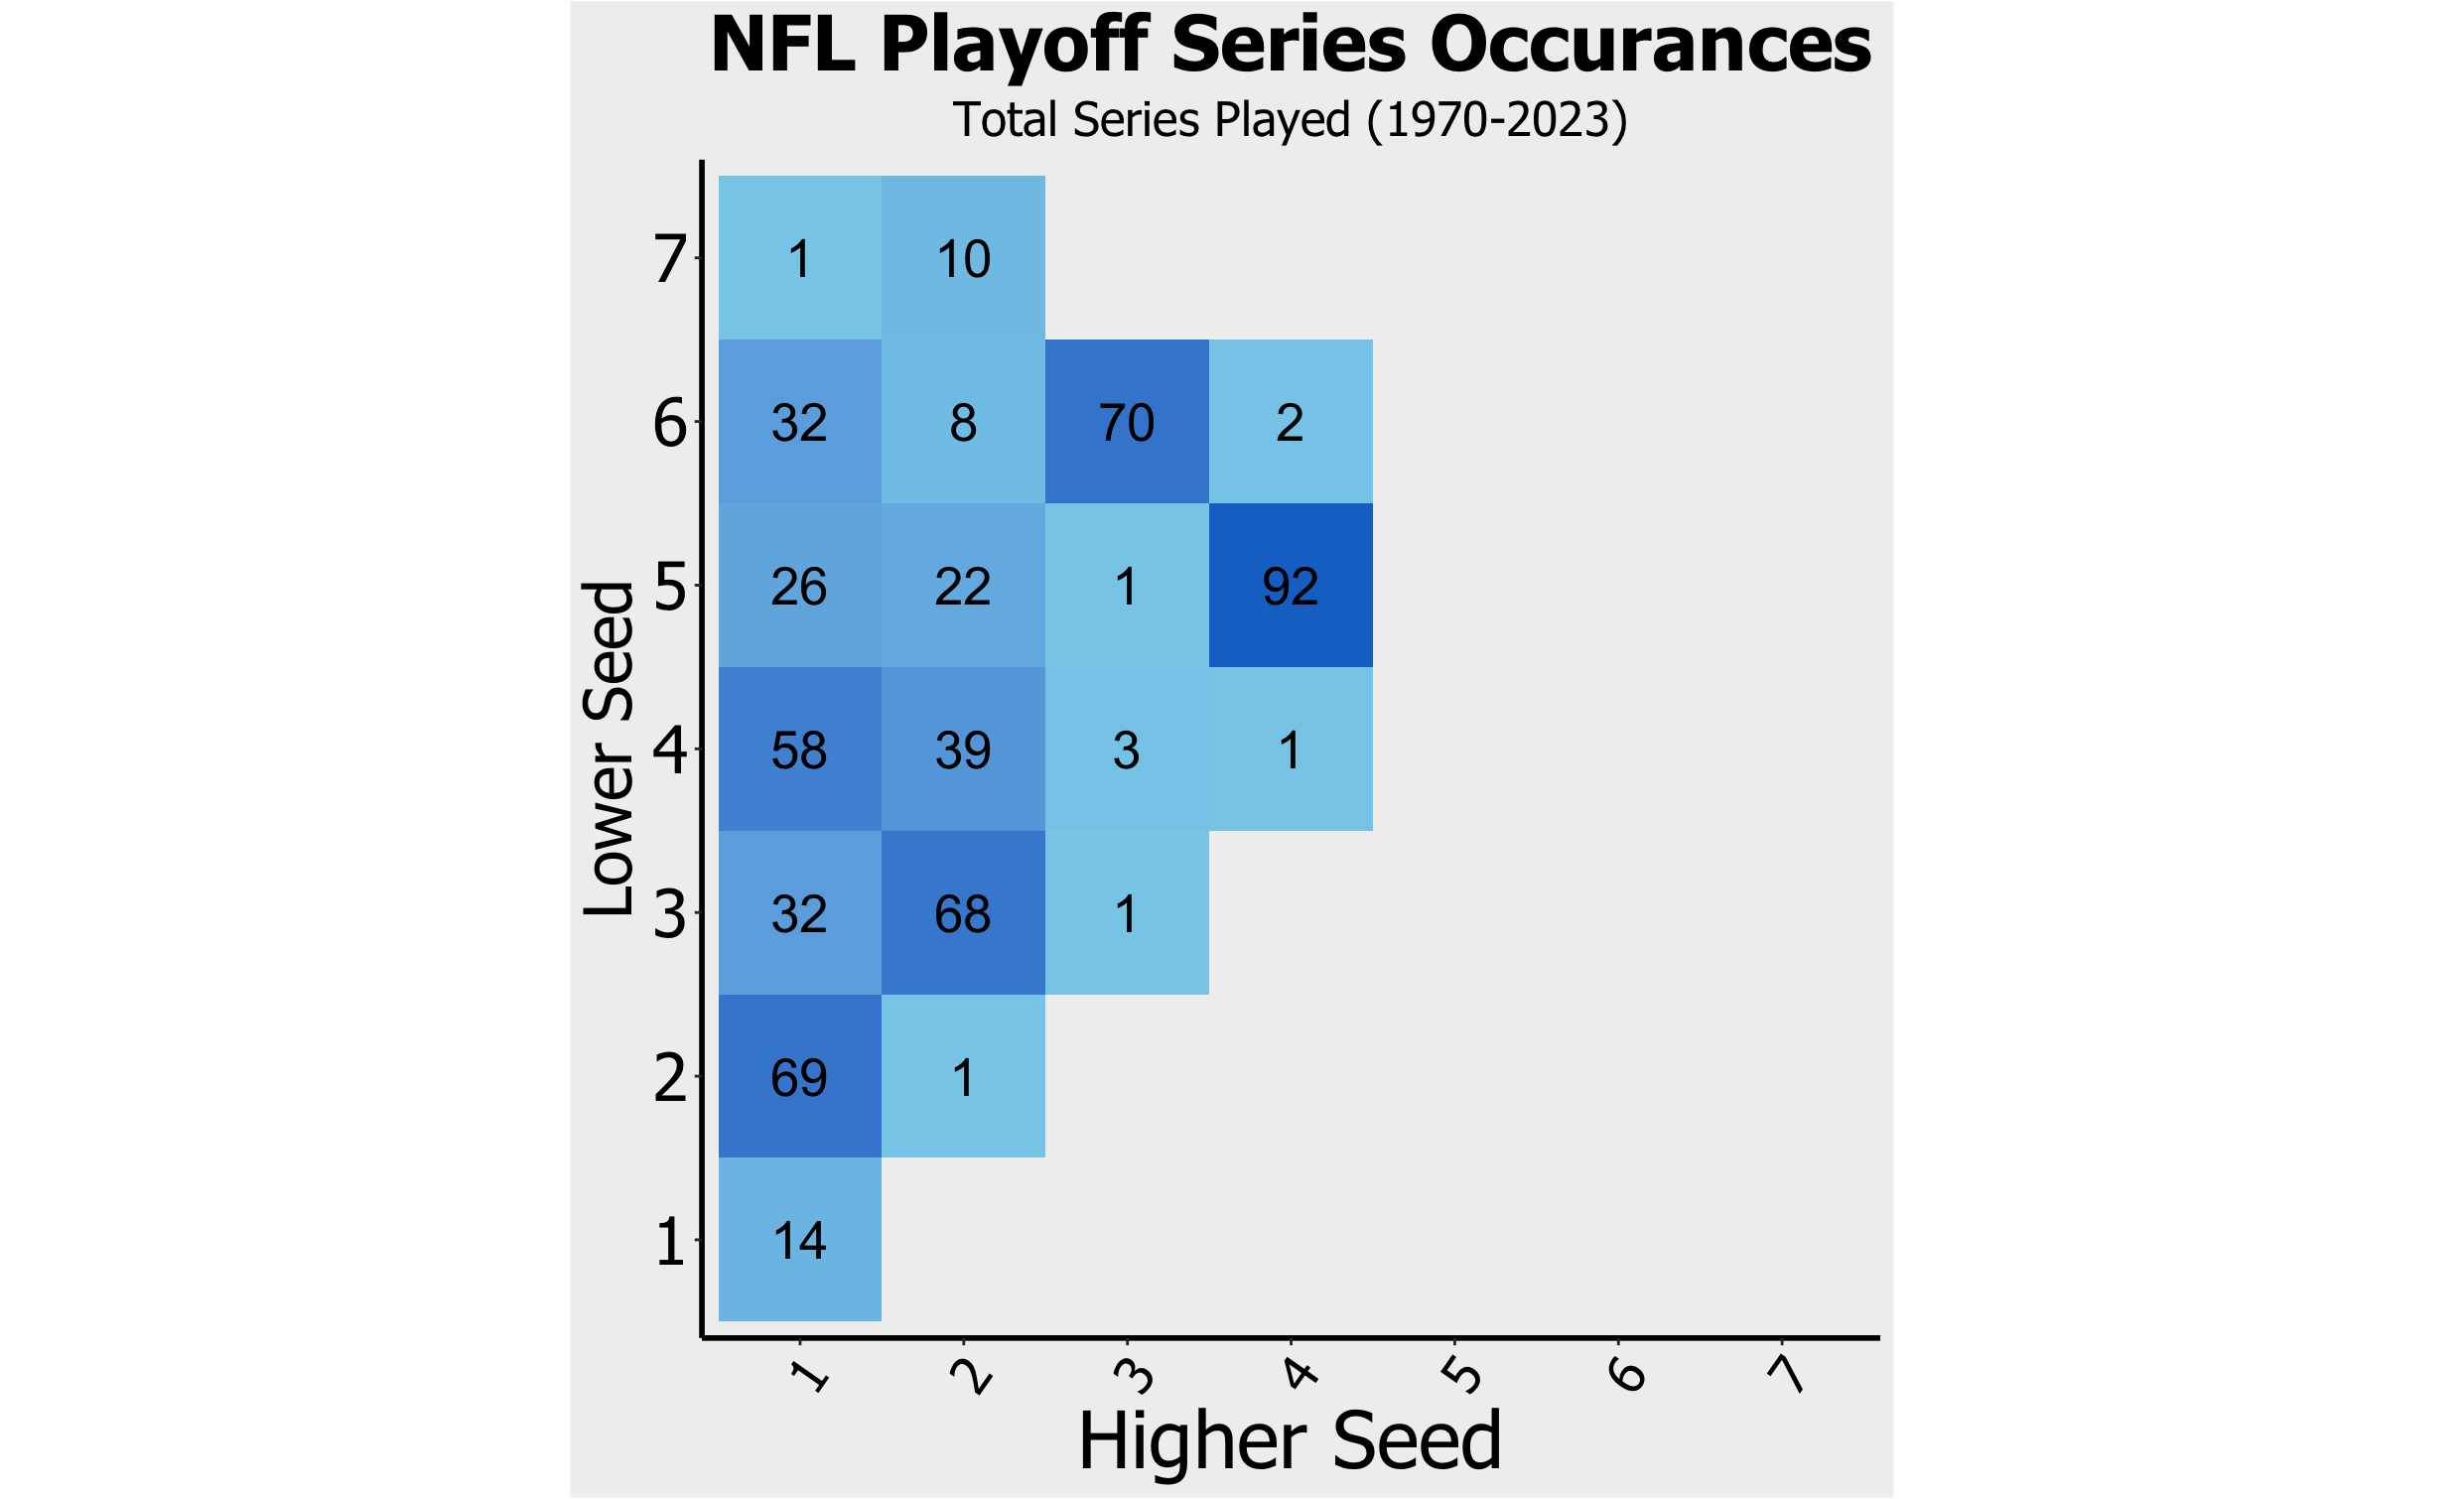 NFL Playoff Series Occurances
Total Series Played (1970-2023)
7 1 10
6 32 8 70 2
5 26 22 1 92
4 58 39 3 1
3 32 68 1
2 69 1
1 14
Lower Seed
1 2 3 4 5 6 7
Higher Seed